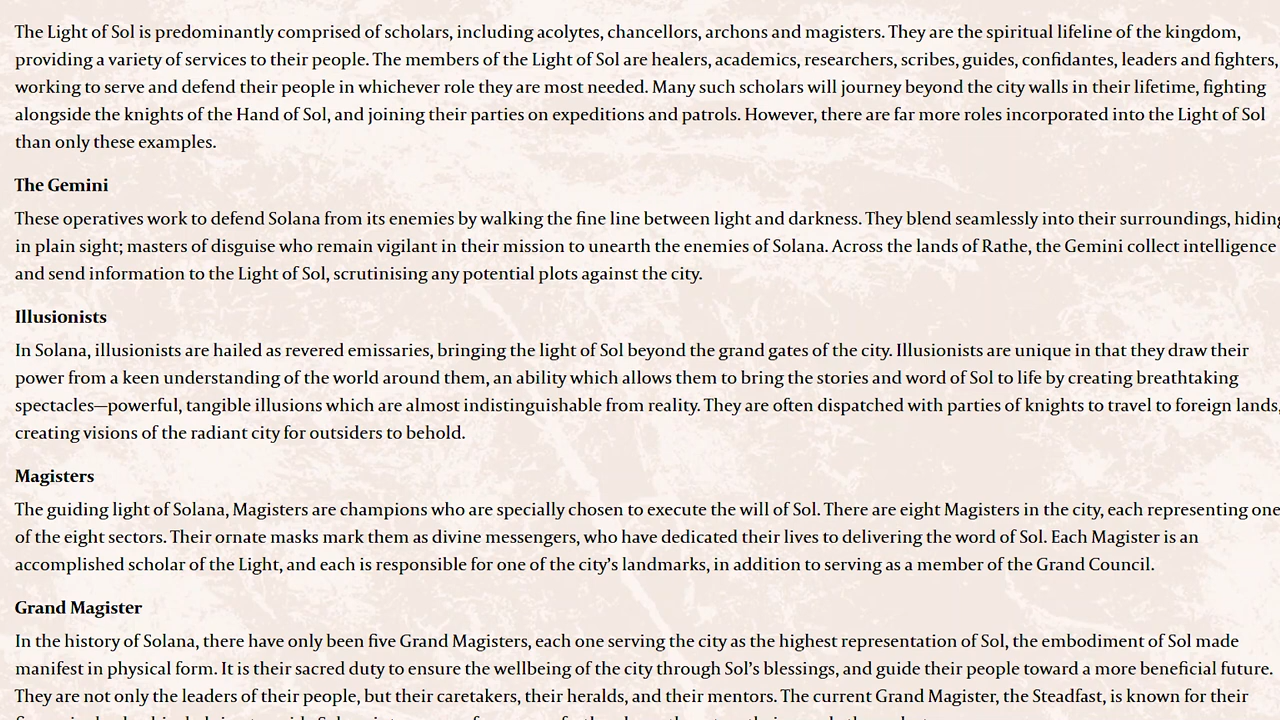 The Light of Sol is predominantly comprised of scholars, including acolytes, chancellors, archons and magisters. They are the spiritual lifeline of the kingdom,
providing a variety of services to their people. The members of the Light of Sol are healers, academics, researchers, scribes, guides, confidantes, leaders and fighters,
working to serve and defend their people in whichever role they are most needed. Many such scholars will journey beyond the city walls in their lifetime, fighting
alongside the knights of the Hand of Sol, and joining their parties on expeditions and patrols. However, there are far more roles incorporated into the Light of Sol
than only these examples.
The Gemini
These operatives work to defend Solana from its enemies by walking the fine line between light and darkness. They blend seamlessly into their surroundings, hiding
in plain sight; masters of disguise who remain vigilant in their mission to unearth the enemies of Solana. Across the lands of Rathe, the Gemini collect intelligence
and send information to the Light of Sol, scrutinising any potential plots against the city.
Illusionists
In Solana, illusionists are hailed as revered emissaries, bringing the light of Sol beyond the grand gates of the city. Illusionists are unique in that they draw their
power from a keen understanding of the world around them, an ability which allows them to bring the stories and word of Sol to life by creating breathtaking
spectacles—powerful, tangible illusions which are almost indistinguishable from reality. They are often dispatched with parties of knights to travel to foreign lands,
creating visions of the radiant city for outsiders to behold.
Magisters
The guiding light of Solana, Magisters are champions who are specially chosen to execute the will of Sol. There are eight Magisters in the city, each representing one
of the eight sectors. Their ornate masks mark them as divine messengers, who have dedicated their lives to delivering the word of Sol. Each Magister is an
accomplished scholar of the Light, and each is responsible for one of the city's landmarks, in addition to serving as a member of the Grand Council.
Grand Magister
In the history of Solana, there have only been five Grand Magisters, each one serving the city as the highest representation of Sol, the embodiment of Sol made
manifest in physical form. It is their sacred duty to ensure the wellbeing of the city through Sol's blessings, and guide their people toward a more beneficial future.
They are not only the leaders of their people, but their caretakers, their heralds, and their mentors. The current Grand Magister, the Steadfast, is known for their